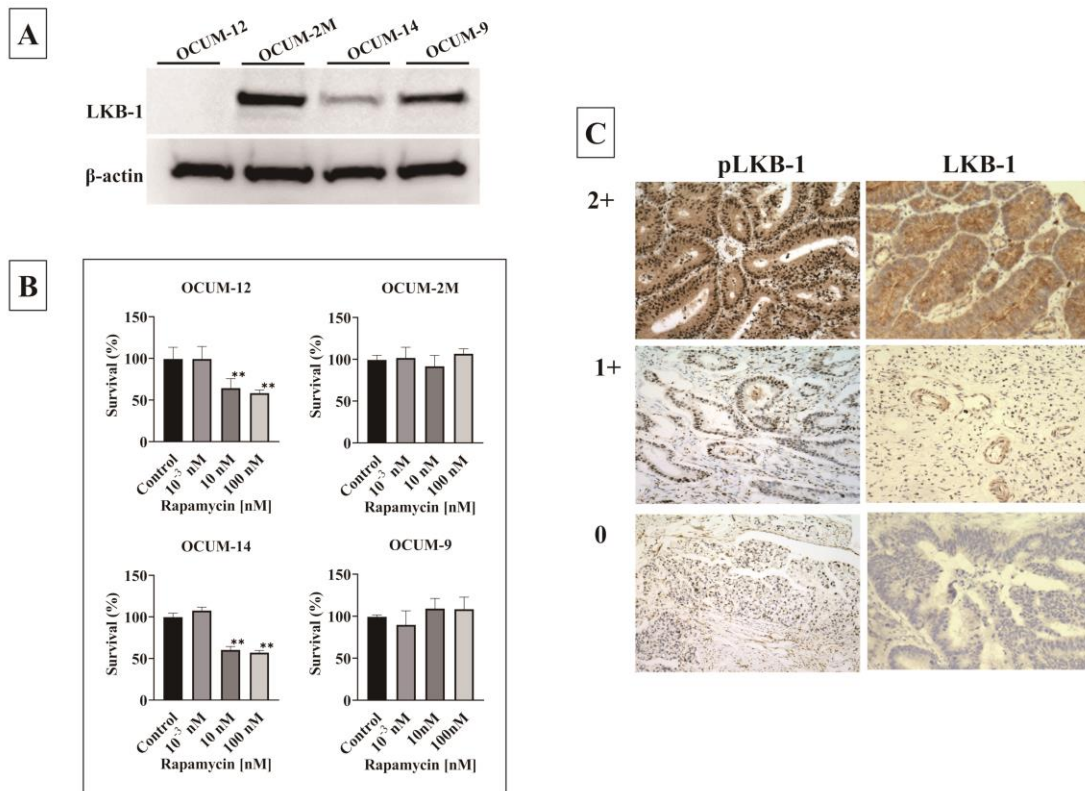 A
OCUM-12 OCUM-2M OCUM-14 OCUM-9
LKB-1
β-actin
B
OCUM-12
Survival (%)
150
100
50
0
Control 10⁻³ nM 10 nM 100 nM
Rapamycin [nM]
OCUM-2M
Survival (%)
150
100
50
0
Control 10⁻³ nM 10 nM 100 nM
Rapamycin [nM]
OCUM-14
Survival (%)
150
100
50
0
** **
Control 10⁻³ nM 10 nM 100 nM
Rapamycin [nM]
OCUM-9
Survival (%)
150
100
50
0
Control 10⁻³ nM 10 nM 100nM
Rapamycin [nM]
C
pLKB-1 LKB-1
2+
1+
0